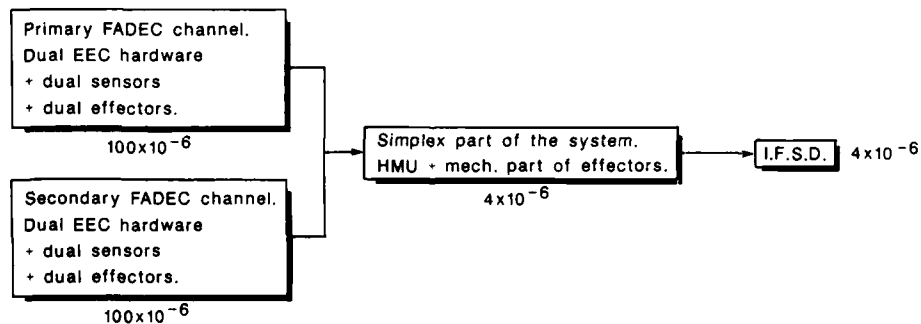 Primary FADEC channel.
Dual EEC hardware
+ dual sensors
+ dual effectors.
100x10⁻⁶
Secondary FADEC channel.
Dual EEC hardware
+ dual sensors
+ dual effectors.
100x10⁻⁶
Simplex part of the system.
HMU + mech. part of effectors.
4x10⁻⁶
I.F.S.D. 4x10⁻⁶